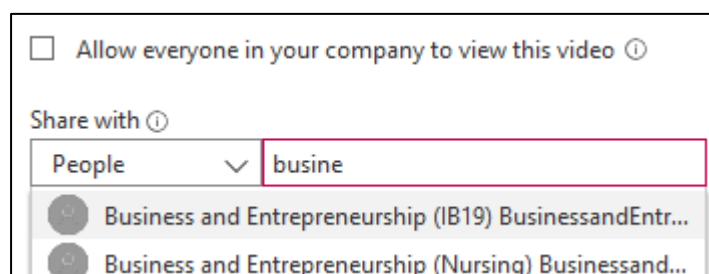 Allow everyone in your company to view this video
Share with
People busine
Business and Entrepreneurship (IB19) BusinessandEntr...
Business and Entrepreneurship (Nursing) Businessand...